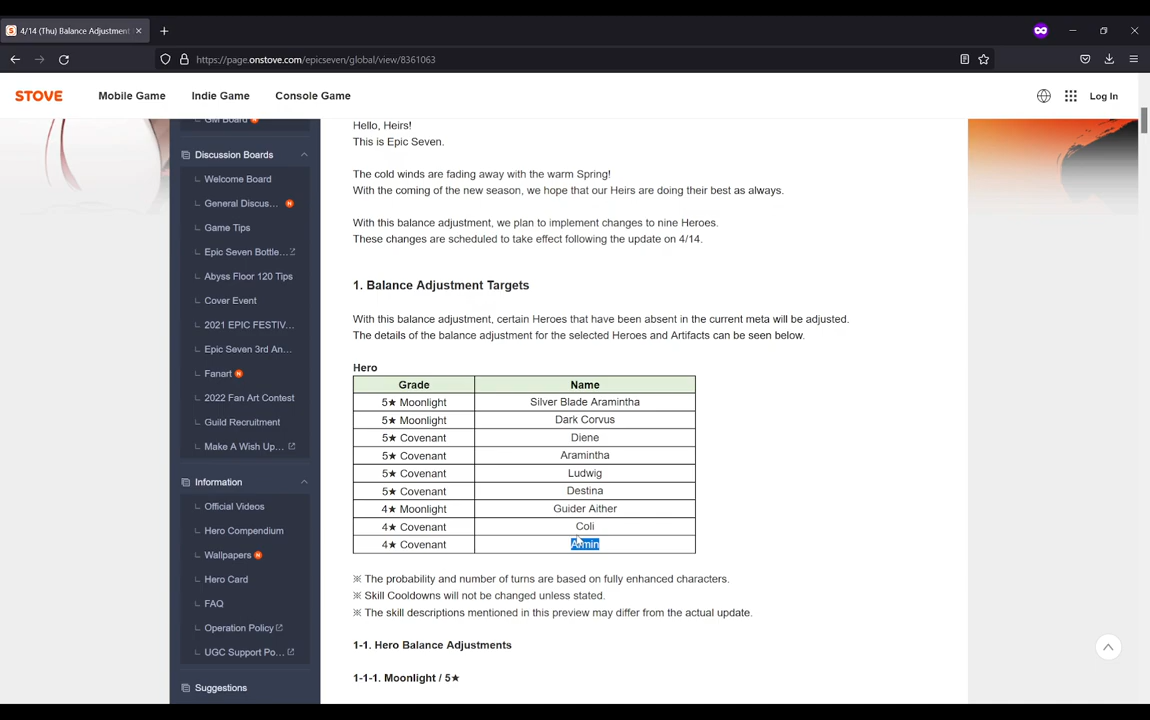 4/14 (Thu) Balance Adjustment
https://page.onstove.com/epicseven/global/view/8361063
STOVE
Mobile Game
Indie Game
Console Game
Log In
GM Board N
Discussion Boards
Welcome Board
General Discus... N
Game Tips
Epic Seven Bottle...
Abyss Floor 120 Tips
Cover Event
2021 EPIC FESTIV...
Epic Seven 3rd An...
Fanart N
2022 Fan Art Contest
Guild Recruitment
Make A Wish Up...
Information
Official Videos
Hero Compendium
Wallpapers N
Hero Card
FAQ
Operation Policy
UGC Support Po...
Suggestions
Hello, Heirs!
This is Epic Seven.
The cold winds are fading away with the warm Spring!
With the coming of the new season, we hope that our Heirs are doing their best as always.
With this balance adjustment, we plan to implement changes to nine Heroes.
These changes are scheduled to take effect following the update on 4/14.
1. Balance Adjustment Targets
With this balance adjustment, certain Heroes that have been absent in the current meta will be adjusted.
The details of the balance adjustment for the selected Heroes and Artifacts can be seen below.
Hero
Grade Name
5★ Moonlight Silver Blade Aramintha
5★ Moonlight Dark Corvus
5★ Covenant Diene
5★ Covenant Aramintha
5★ Covenant Ludwig
5★ Covenant Destina
4★ Moonlight Guider Aither
4★ Covenant Coli
4★ Covenant Armin
※ The probability and number of turns are based on fully enhanced characters.
※ Skill Cooldowns will not be changed unless stated.
※ The skill descriptions mentioned in this preview may differ from the actual update.
1-1. Hero Balance Adjustments
1-1-1. Moonlight / 5★